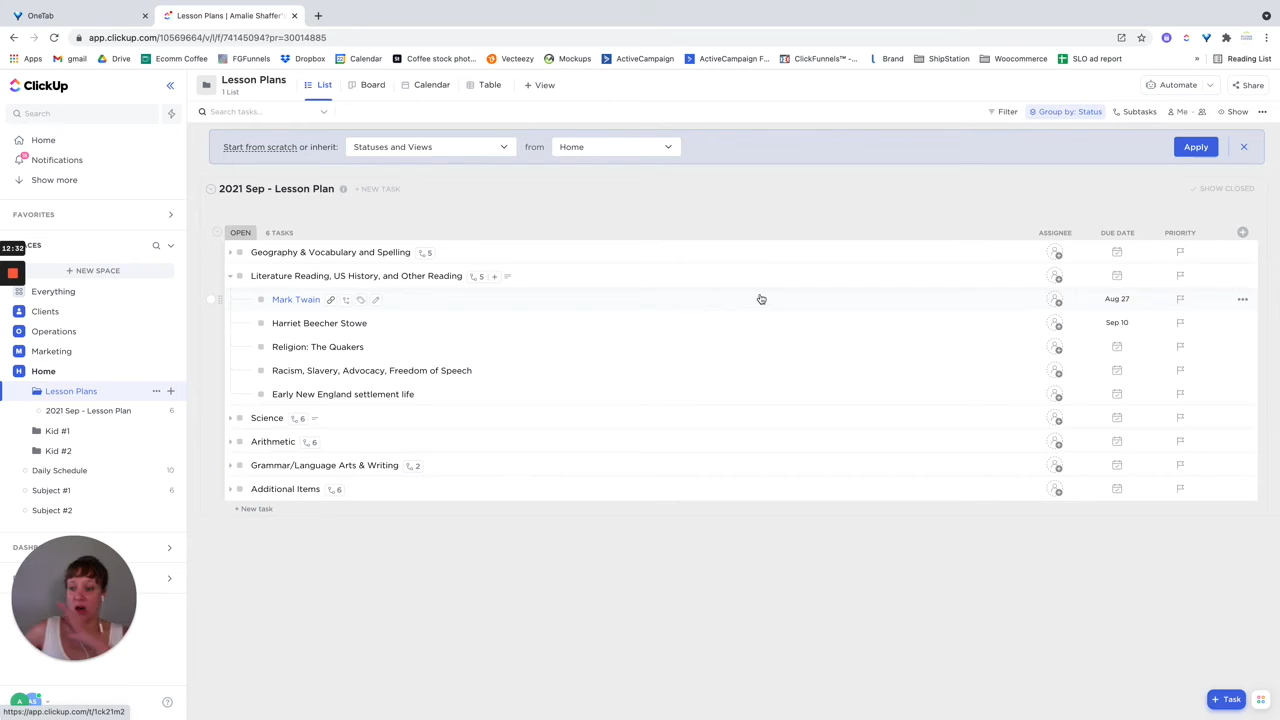 OneTab
Lesson Plans | Amalie Shaffer's
app.clickup.com/10569664/v/l/f/74145094?pr=30014885
Apps gmail Drive Ecomm Coffee FGFunnels Dropbox Calendar Coffee stock phot... Vecteezy Mockups ActiveCampaign ActiveCampaign F... ClickFunnels™ -... Brand ShipStation Woocommerce SLO ad report » Reading List
ClickUp
Search
Home
Notifications
Show more
FAVORITES
12:32
CES
+ NEW SPACE
Everything
Clients
O Operations
M Marketing
H Home
Lesson Plans
2021 Sep - Lesson Plan 6
Kid #1
Kid #2
Daily Schedule 10
Subject #1 6
Subject #2
DASH
A AS
https://app.clickup.com/t/1ck21m2
Lesson Plans
1 List
List Board Calendar Table + View
Automate Share
Search tasks...
Filter Group by: Status Subtasks Me Show
Start from scratch or inherit: Statuses and Views from Home Apply
2021 Sep - Lesson Plan + NEW TASK SHOW CLOSED
OPEN 6 TASKS ASSIGNEE DUE DATE PRIORITY
Geography & Vocabulary and Spelling 5
Literature Reading, US History, and Other Reading 5 +
Mark Twain Aug 27
Harriet Beecher Stowe Sep 10
Religion: The Quakers
Racism, Slavery, Advocacy, Freedom of Speech
Early New England settlement life
Science 6
Arithmetic 6
Grammar/Language Arts & Writing 2
Additional Items 6
+ New task
+ Task